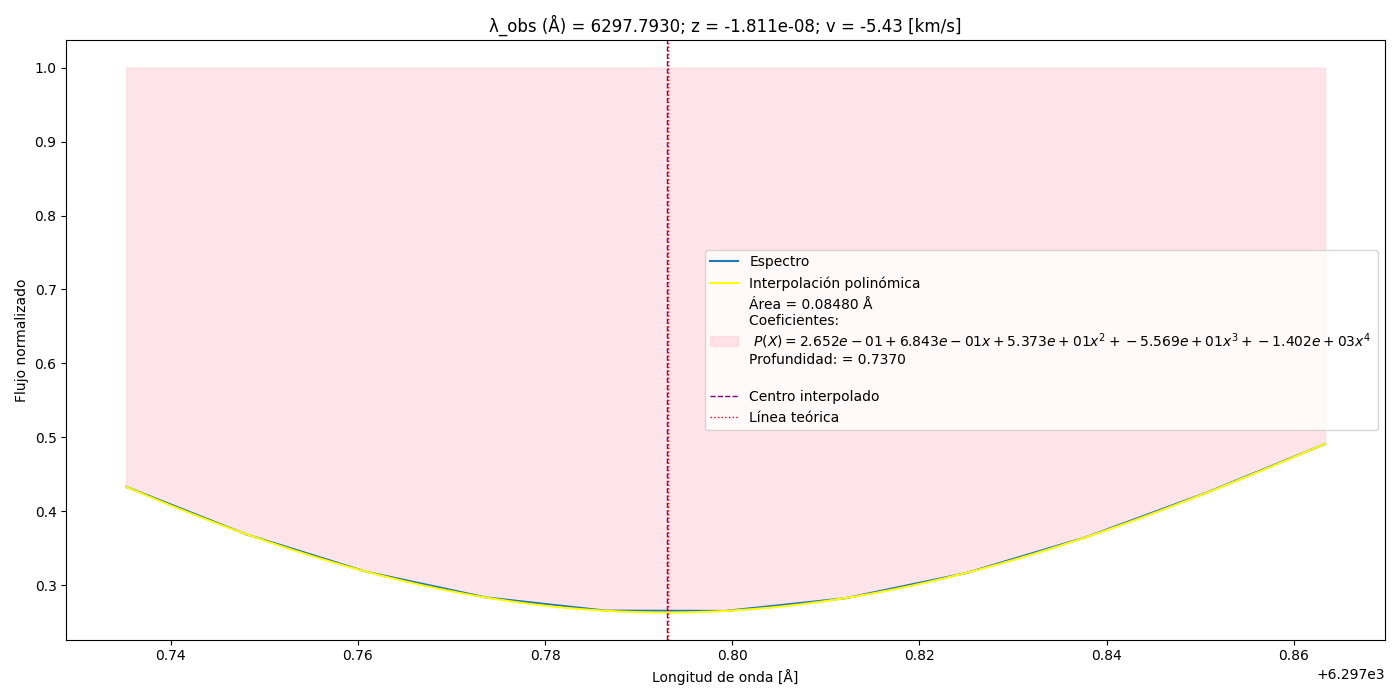 λ_obs (Å) = 6297.7930; z = -1.811e-08; v = -5.43 [km/s]
Flujo normalizado
1.0
0.9
0.8
0.7
0.6
0.5
0.4
0.3
Espectro
Interpolación polinómica
Área = 0.08480 Å
Coeficientes:
P(X) = 2.652e − 01 + 6.843e − 01x + 5.373e + 01x² + −5.569e + 01x³ + −1.402e + 03x⁴
Profundidad: = 0.7370
Centro interpolado
Línea teórica
0.74 0.76 0.78 0.80 0.82 0.84 0.86
+6.297e3
Longitud de onda [Å]